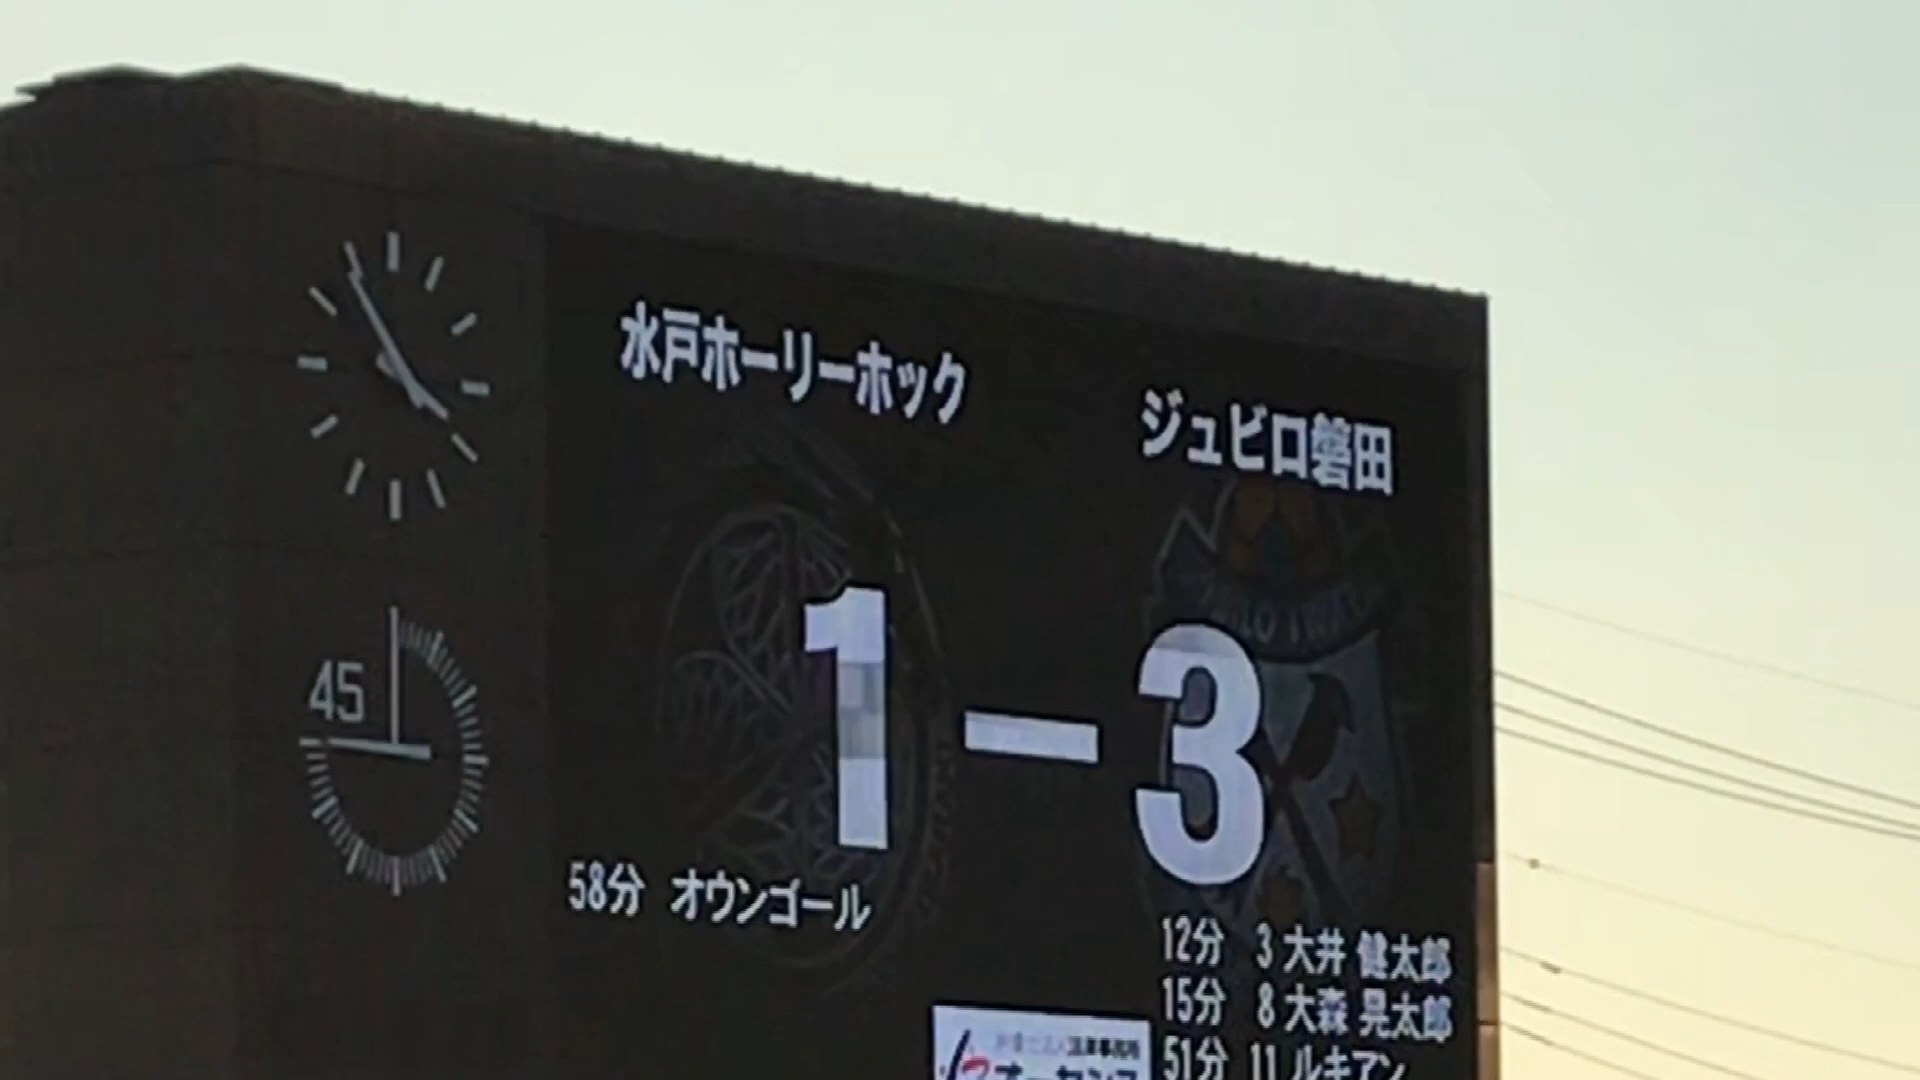 水戸ホーリーホック
ジュビロ磐田
1 － 3
45
58分 オウンゴール
12分 3 大井 健太郎
15分 8 大森 晃太郎
51分 11 ルキアン